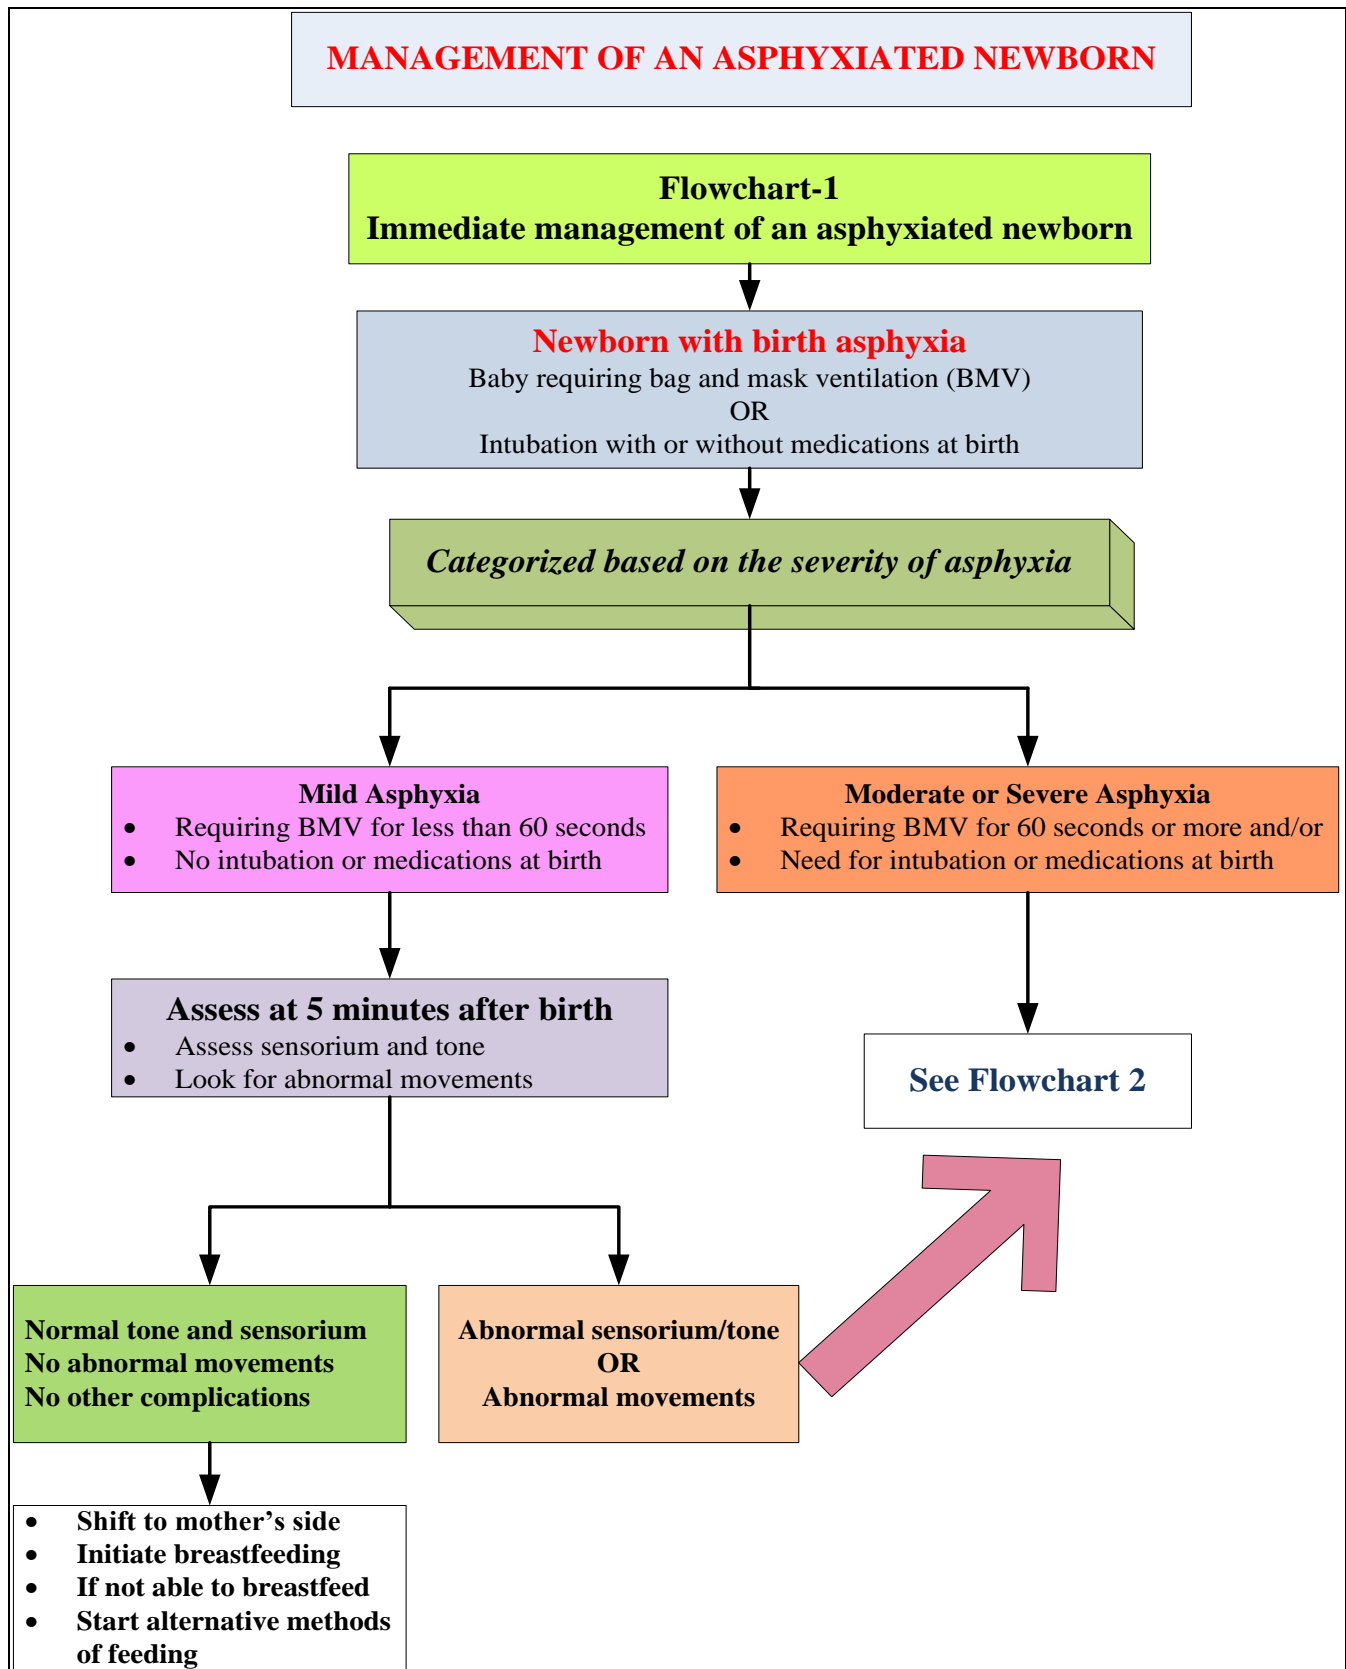 MANAGEMENT OF AN ASPHYXIATED NEWBORN
Flowchart-1
Immediate management of an asphyxiated newborn
Newborn with birth asphyxia
Baby requiring bag and mask ventilation (BMV)
OR
Intubation with or without medications at birth
Categorized based on the severity of asphyxia
Mild Asphyxia
• Requiring BMV for less than 60 seconds
• No intubation or medications at birth
Moderate or Severe Asphyxia
• Requiring BMV for 60 seconds or more and/or
• Need for intubation or medications at birth
Assess at 5 minutes after birth
• Assess sensorium and tone
• Look for abnormal movements
See Flowchart 2
Normal tone and sensorium
No abnormal movements
No other complications
Abnormal sensorium/tone
OR
Abnormal movements
• Shift to mother’s side
• Initiate breastfeeding
• If not able to breastfeed
• Start alternative methods
of feeding